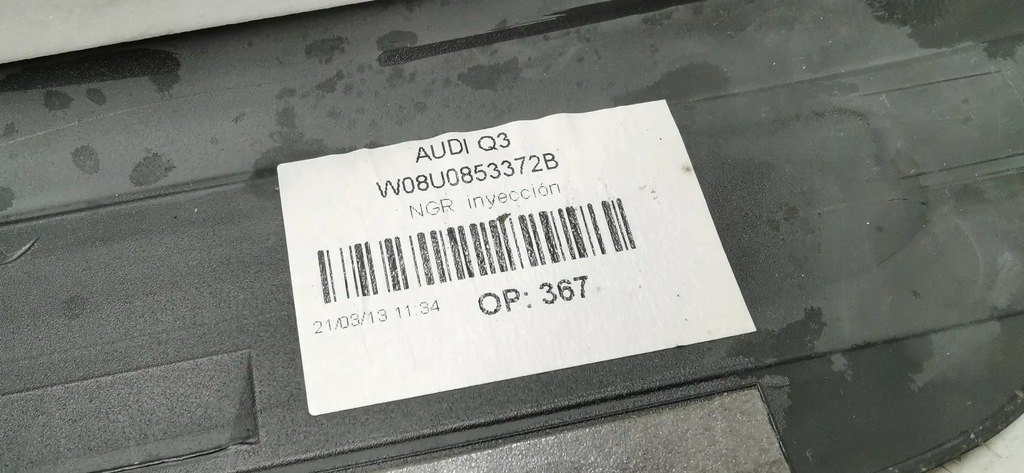 AUDI Q3
W08U0853372B
NGR inyección
21/03/13 11:34
OP: 367